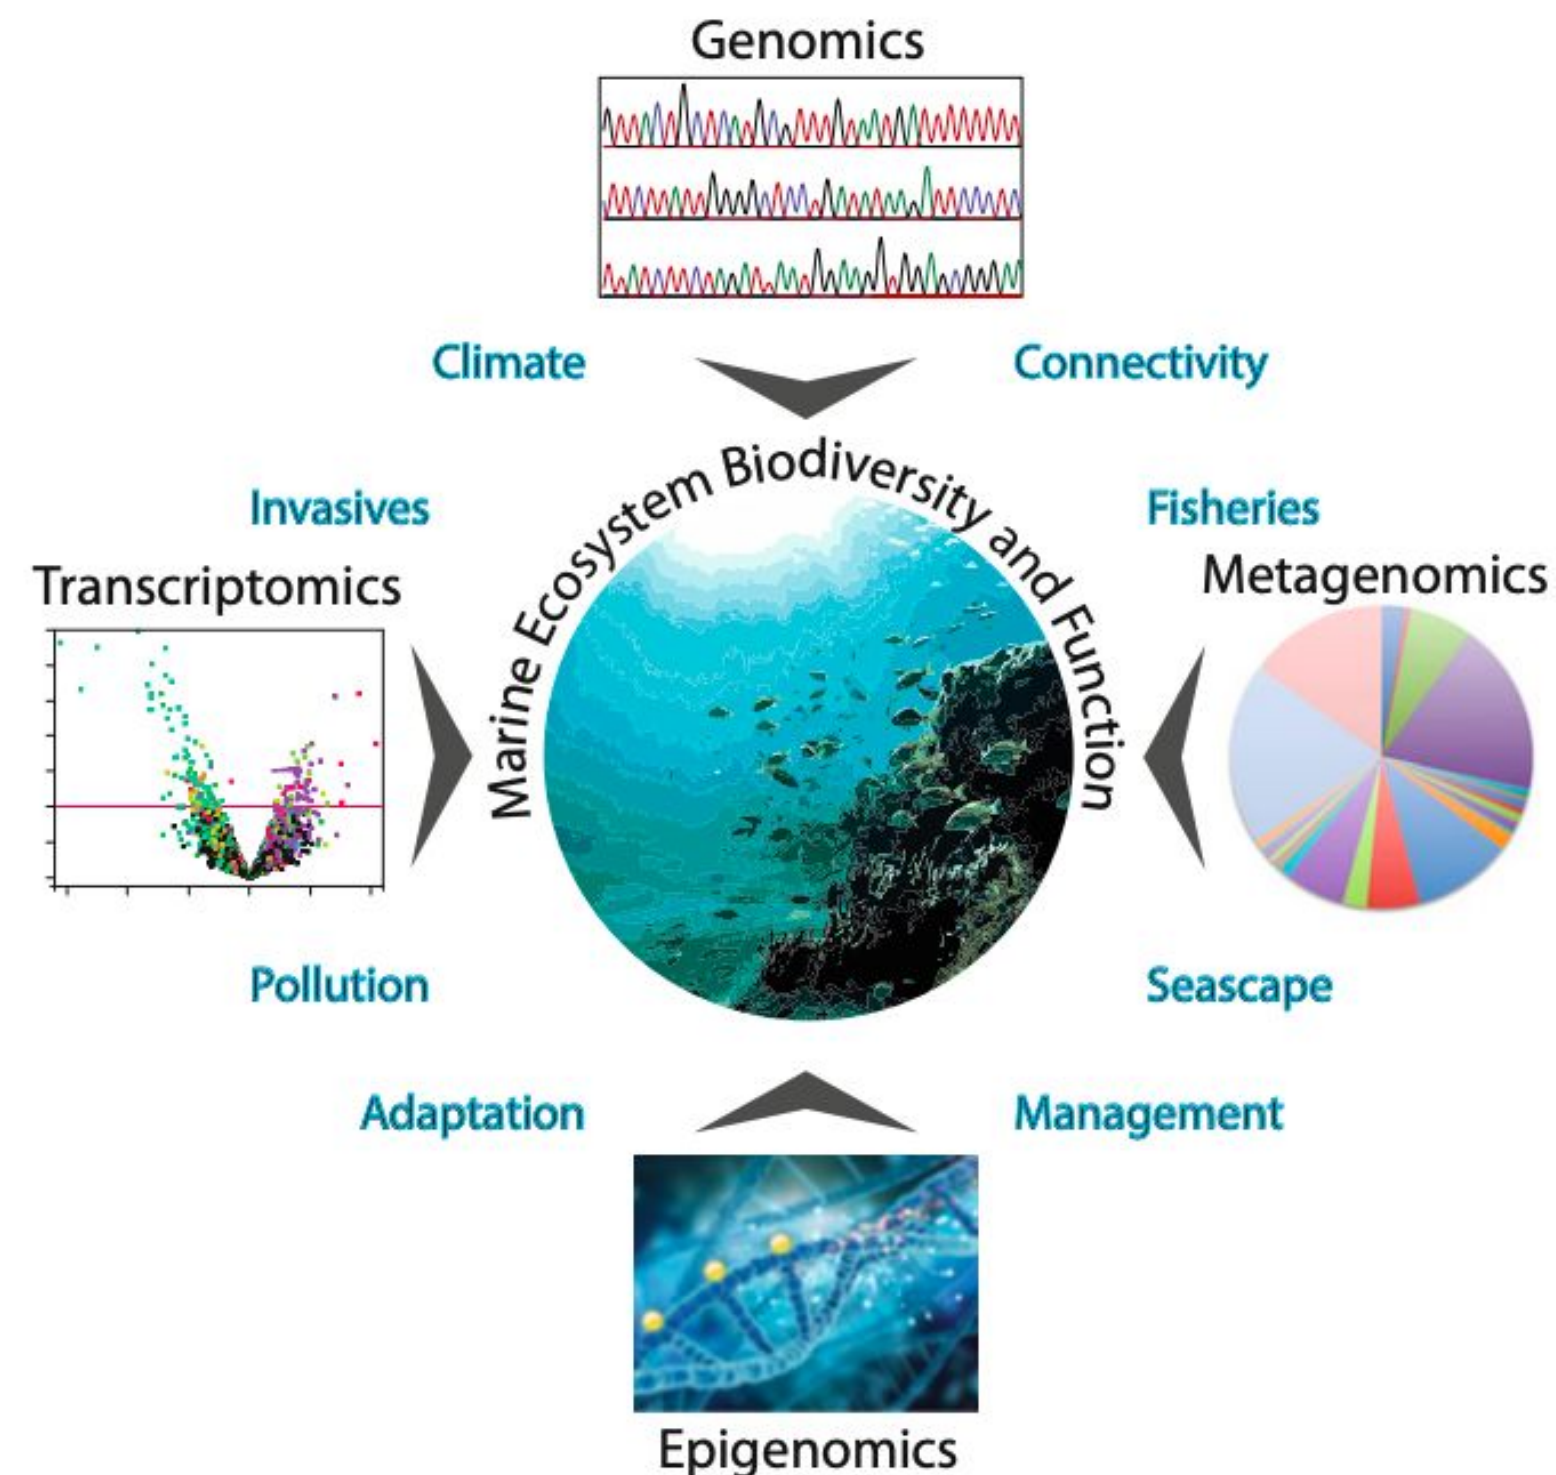 Genomics
Climate
Connectivity
Marine Ecosystem Biodiversity and Function
Invasives
Fisheries
Transcriptomics
Metagenomics
Pollution
Seascape
Adaptation
Management
Epigenomics